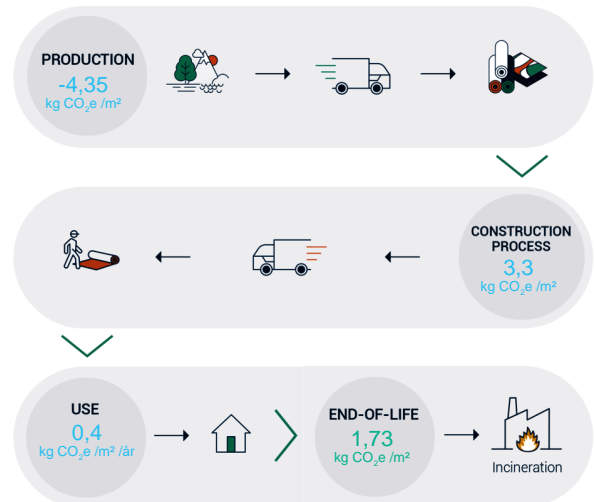 PRODUCTION
-4,35
kg CO₂e /m²
CONSTRUCTION
PROCESS
3,3
kg CO₂e /m²
USE
0,4
kg CO₂e /m² /år
END-OF-LIFE
1,73
kg CO₂e /m²
Incineration